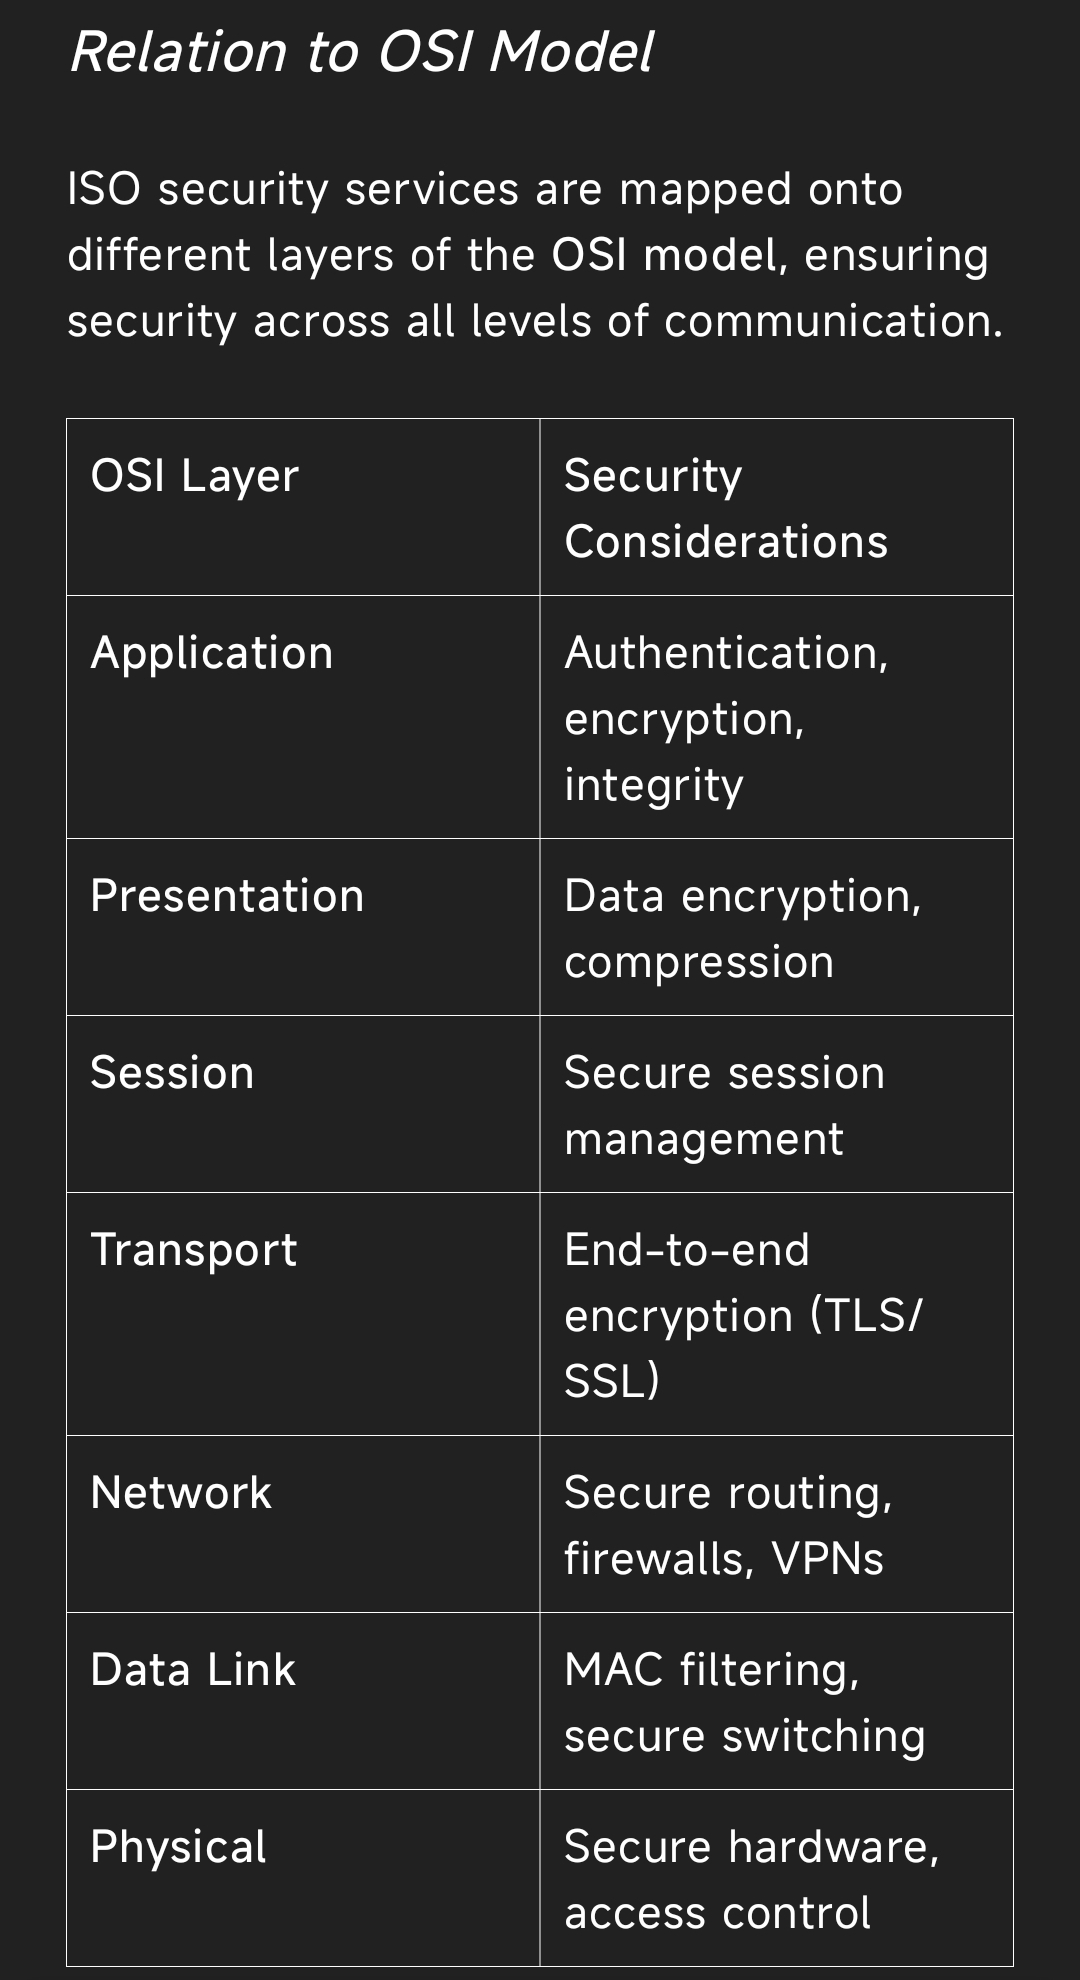 Relation to OSI Model
ISO security services are mapped onto
different layers of the OSI model, ensuring
security across all levels of communication.
OSI Layer
Security
Considerations
Application
Authentication,
encryption,
integrity
Presentation
Data encryption,
compression
Session
Secure session
management
Transport
End-to-end
encryption (TLS/
SSL)
Network
Secure routing,
firewalls, VPNs
Data Link
MAC filtering,
secure switching
Physical
Secure hardware,
access control